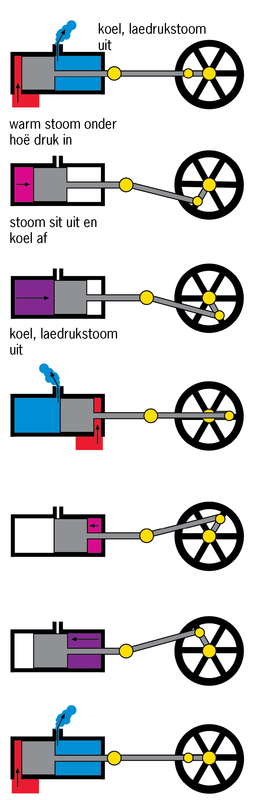 koel, laedrukstoom
uit
warm stoom onder
hoë druk in
stoom sit uit en
koel af
koel, laedrukstoom
uit